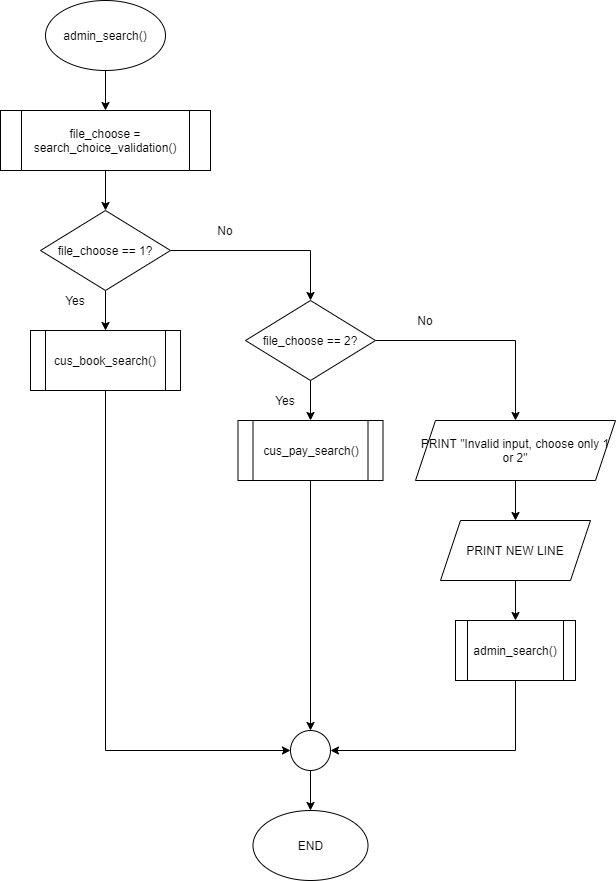 admin_search()
file_choose =
search_choice_validation()
file_choose == 1?
No
Yes
cus_book_search()
file_choose == 2?
No
Yes
cus_pay_search()
PRINT "Invalid input, choose only 1
or 2"
PRINT NEW LINE
admin_search()
END